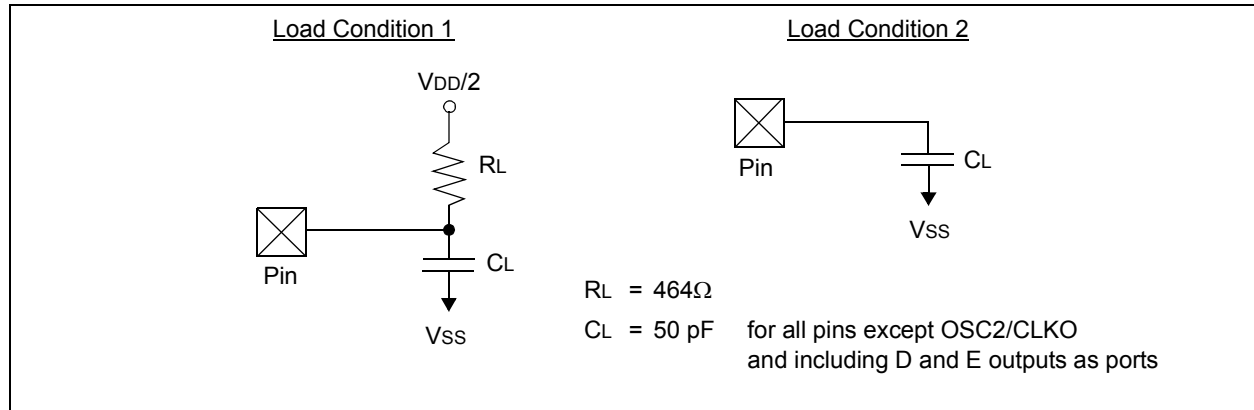 Load Condition 1
VDD/2
RL
Pin
CL
VSS
Load Condition 2
Pin
CL
VSS
RL = 464Ω
CL = 50 pF for all pins except OSC2/CLKO
and including D and E outputs as ports